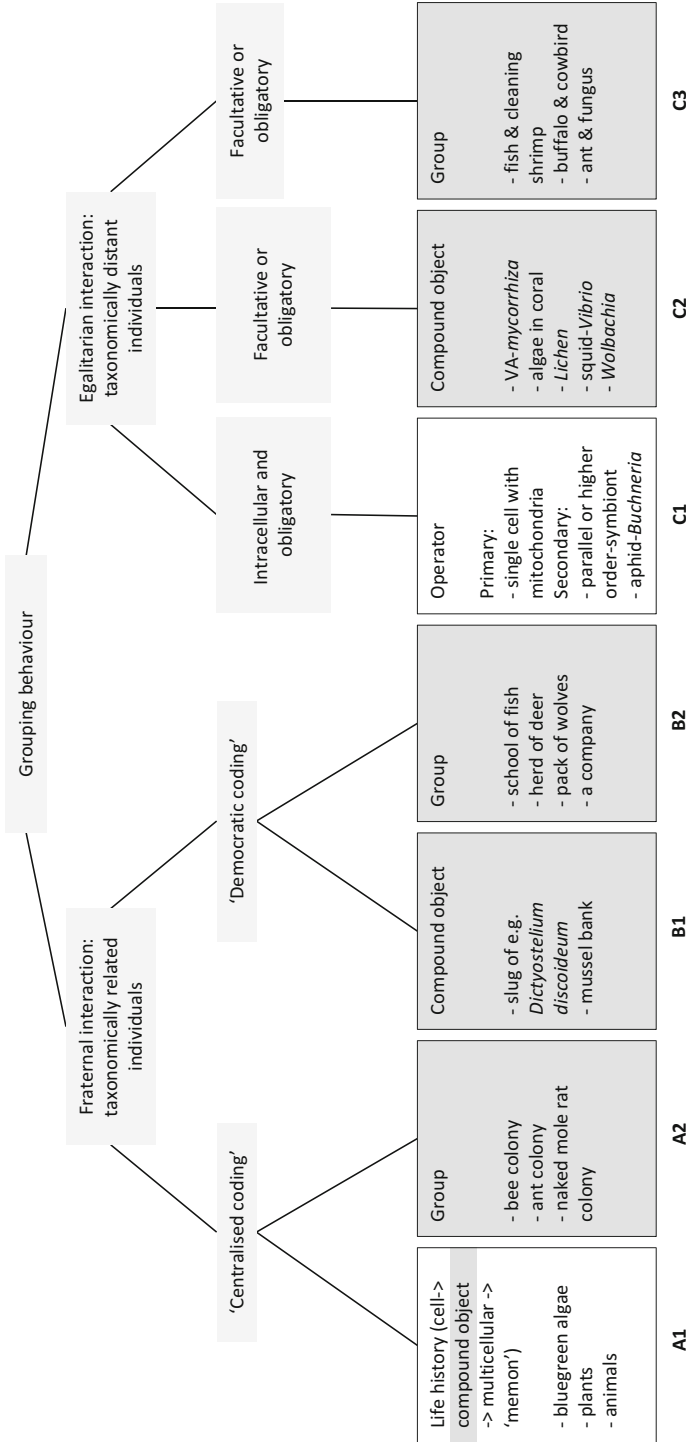 Grouping behaviour
Fraternal interaction:
taxonomically related
individuals
Egalitarian interaction:
taxonomically distant
individuals
'Centralised coding'
'Democratic coding'
Intracellular and
obligatory
Facultative or
obligatory
Facultative or
obligatory
Life history (cell->
compound object
-> multicellular ->
'memon')
- bluegreen algae
- plants
- animals
Group
- bee colony
- ant colony
- naked mole rat
colony
Compound object
- slug of e.g.
Dictyostelium
discoideum
- mussel bank
Group
- school of fish
- herd of deer
- pack of wolves
- a company
Operator
Primary:
- single cell with
mitochondria
Secondary:
- parallel or higher
order-symbiont
- aphid-Buchneria
Compound object
- VA-mycorrhiza
- algae in coral
- Lichen
- squid-Vibrio
- Wolbachia
Group
- fish & cleaning
shrimp
- buffalo & cowbird
- ant & fungus
A1
A2
B1
B2
C1
C2
C3